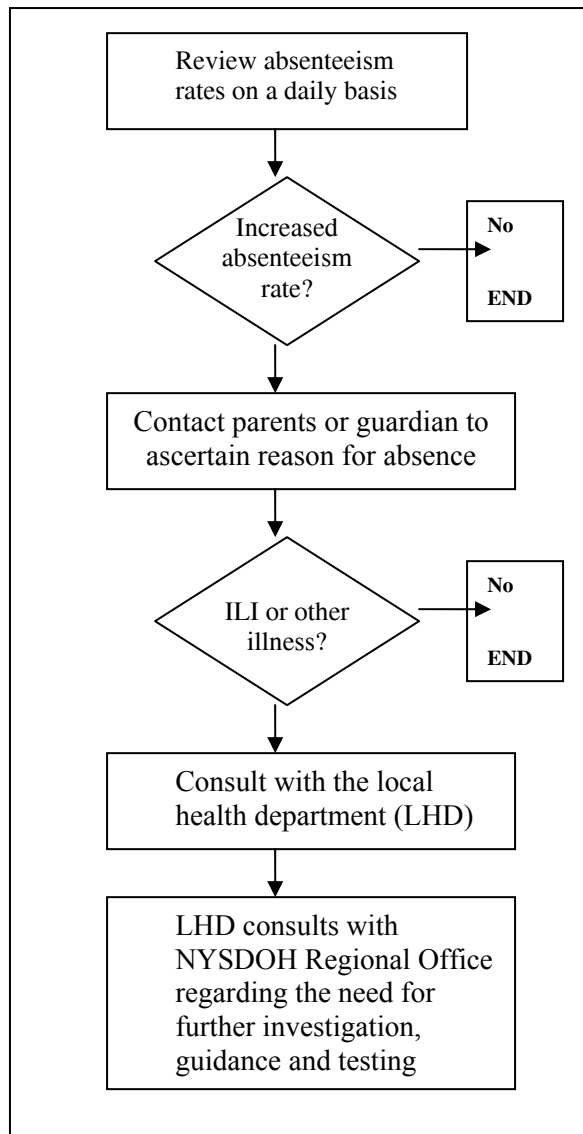 Review absenteeism
rates on a daily basis
Increased
absenteeism
rate?
No
END
Contact parents or guardian to
ascertain reason for absence
ILI or other
illness?
No
END
Consult with the local
health department (LHD)
LHD consults with
NYSDOH Regional Office
regarding the need for
further investigation,
guidance and testing